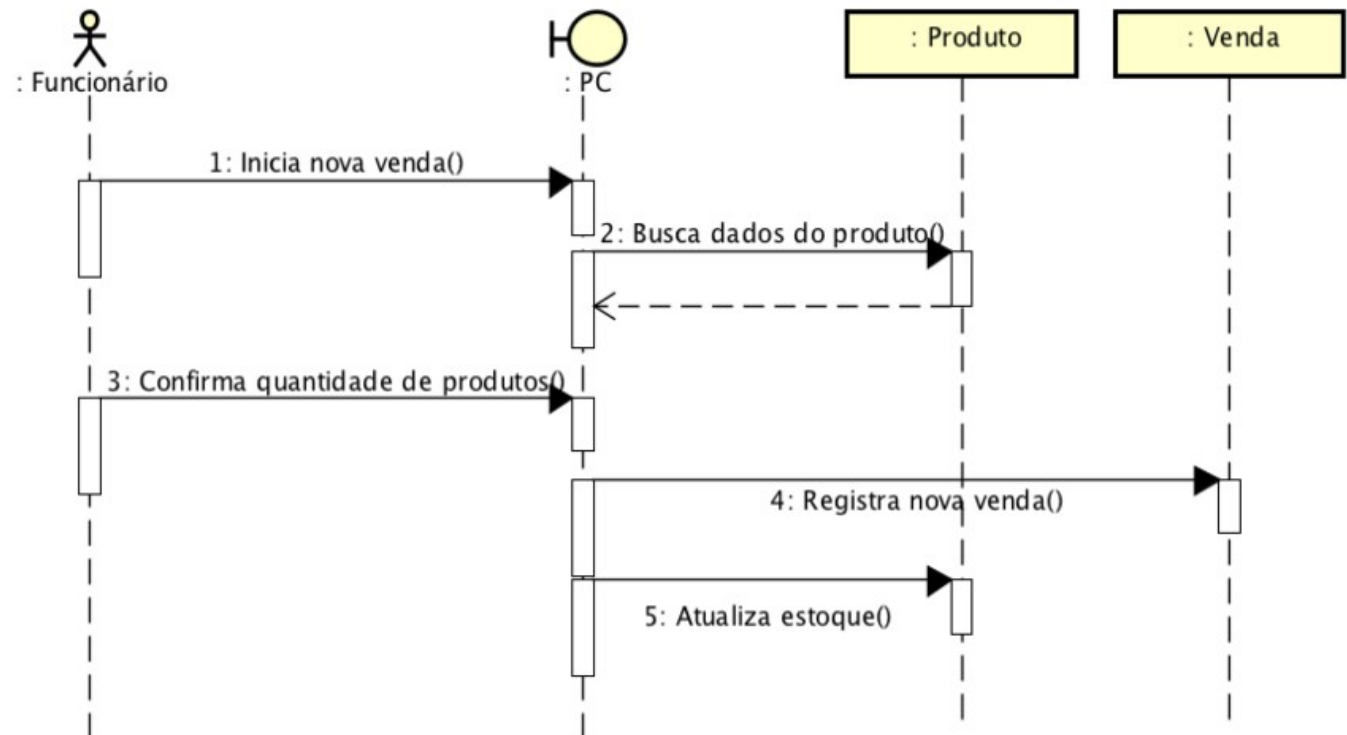 : Funcionário
: PC
: Produto
: Venda
1: Inicia nova venda()
2: Busca dados do produto()
3: Confirma quantidade de produtos()
4: Registra nova venda()
5: Atualiza estoque()